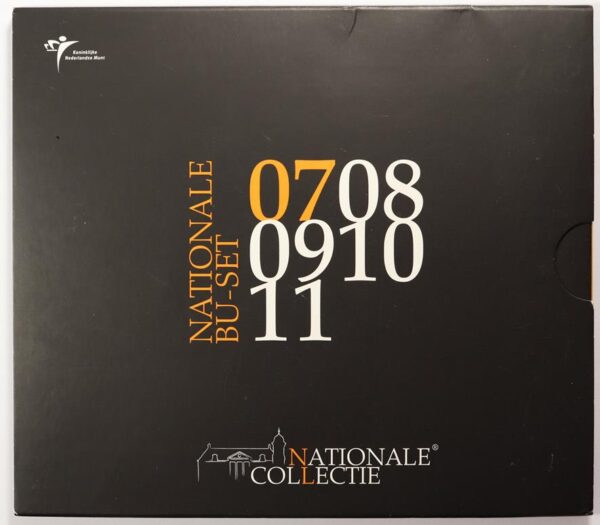 Koninklijke
Nederlandse Munt
NATIONALE
BU-SET
0708
0910
11
NATIONALE®
COLLECTIE